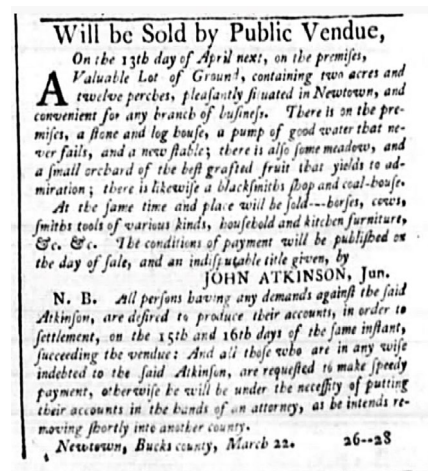 Will be Sold by Public Vendue,
On the 13th day of April next, on the premiſes,
A Valuable Lot of Ground, containing two acres and
twelve perches, pleaſantly ſituated in Newtown, and
convenient for any branch of buſineſs. There is on the pre-
miſes, a ſtone and log houſe, a pump of good water that ne-
ver fails, and a new ſtable; there is alſo ſome meadow, and
a ſmall orchard of the beſt grafted fruit that yields to ad-
miration; there is likewiſe a blackſmiths ſhop and coal-houſe.
At the same time and place will be ſold---horſes, cows,
ſmiths tools of various kinds, houſehold and kitchen furniture,
&c. &c. The conditions of payment will be publiſhed on
the day of ſale, and an indiſputable title given, by
JOHN ATKINSON, Jun.
N. B. All perſons having any demands againſt the ſaid
Atkinſon, are deſired to produce their accounts, in order to
ſettlement, on the 15th and 16th days of the ſame inſtant,
ſucceeding the vendue: And all thoſe who are in any wiſe
indebted to the ſaid Atkinſon, are requeſted to make ſpeedy
payment, otherwiſe he will be under the neceſſity of putting
their accounts in the hands of an attorney, as he intends re-
moving ſhortly into another county.
Newtown, Bucks county, March 22. 26--28